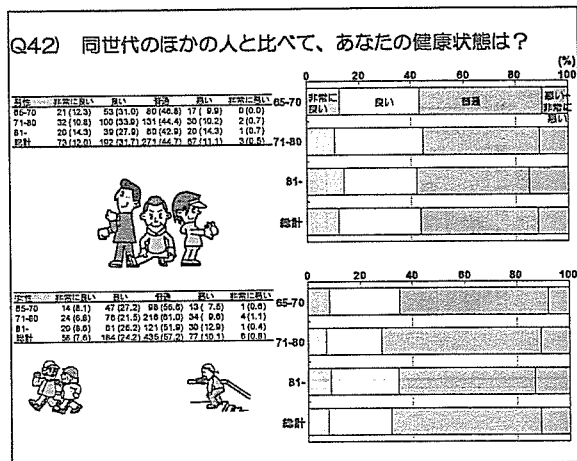 Q42) 同世代のほかの人と比べて、あなたの健康状態は？
男性 非常に良い 良い 普通 悪い 非常に悪い
65-70 21 (12.3) 53 (31.0) 80 (46.8) 17 ( 9.9) 0 (0.0)
71-80 32 (10.8) 100 (33.9) 131 (44.4) 30 (10.2) 2 (0.7)
81- 20 (14.3) 39 (27.9) 60 (42.9) 20 (14.3) 1 (0.7)
総計 73 (12.0) 192 (31.7) 271 (44.7) 67 (11.1) 3 (0.5)
(%)
0 20 40 60 80 100
65-70 非常に良い 良い 普通 悪い+非常に悪い
71-80
81-
総計
女性 非常に良い 良い 普通 悪い 非常に悪い
65-70 14 (8.1) 47 (27.2) 98 (56.6) 13 ( 7.5) 1 (0.6)
71-80 24 (6.8) 76 (21.5) 216 (61.0) 34 ( 9.6) 4 (1.1)
81- 20 (8.6) 61 (26.2) 121 (51.9) 30 (12.9) 1 (0.4)
総計 58 (7.6) 184 (24.2) 435 (57.2) 77 (10.1) 6 (0.8)
0 20 40 60 80 100
65-70
71-80
81-
総計